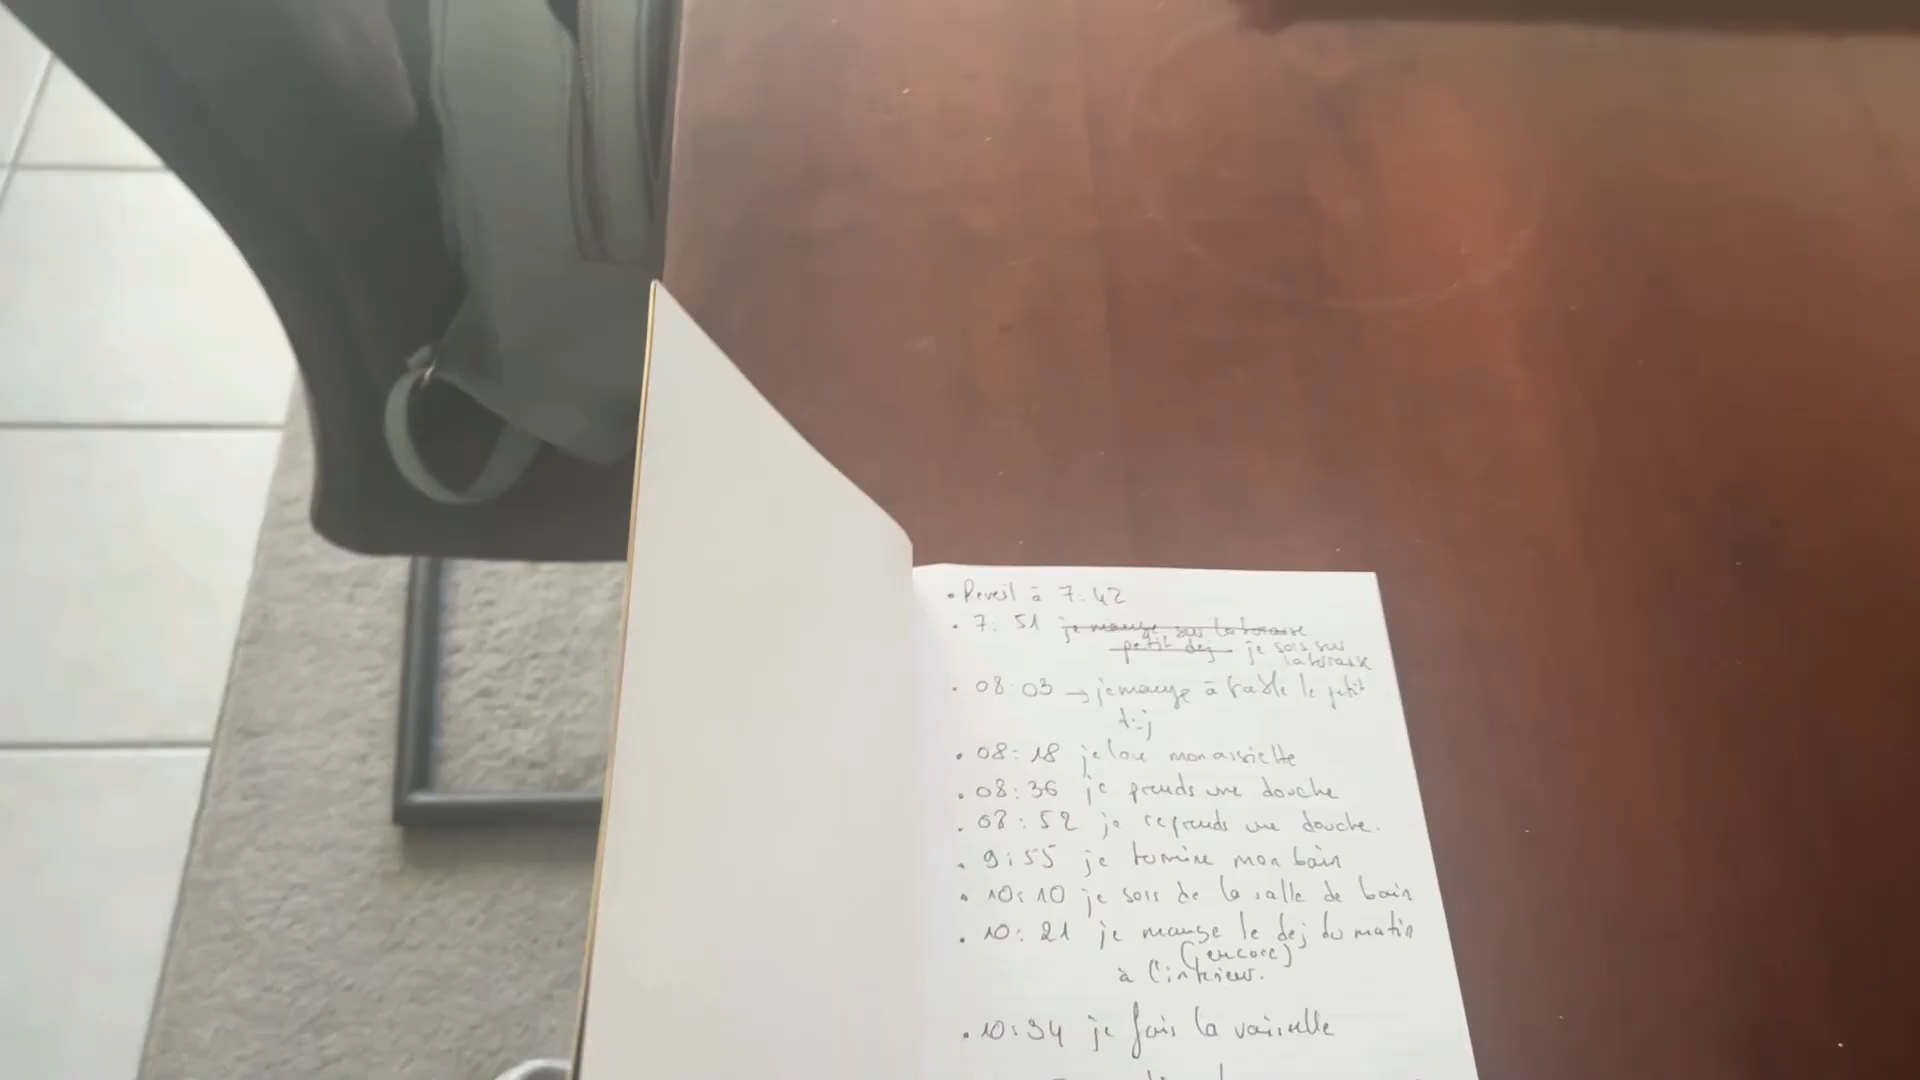 • Reveil à 7:42
• 7:51 je mange sur la terasse
petit dej je sors sur
la terasse
• 08:03 → je mange à table le petit
dej
• 08:18 je lave mon assiette
• 08:36 je prends une douche
• 08:52 je reprends une douche.
• 9:55 je termine mon bain
• 10:10 je sors de la salle de bain
• 10:21 je mange le dej du matin
(encore)
à l'intérieur.
• 10:34 je fais la vaisselle